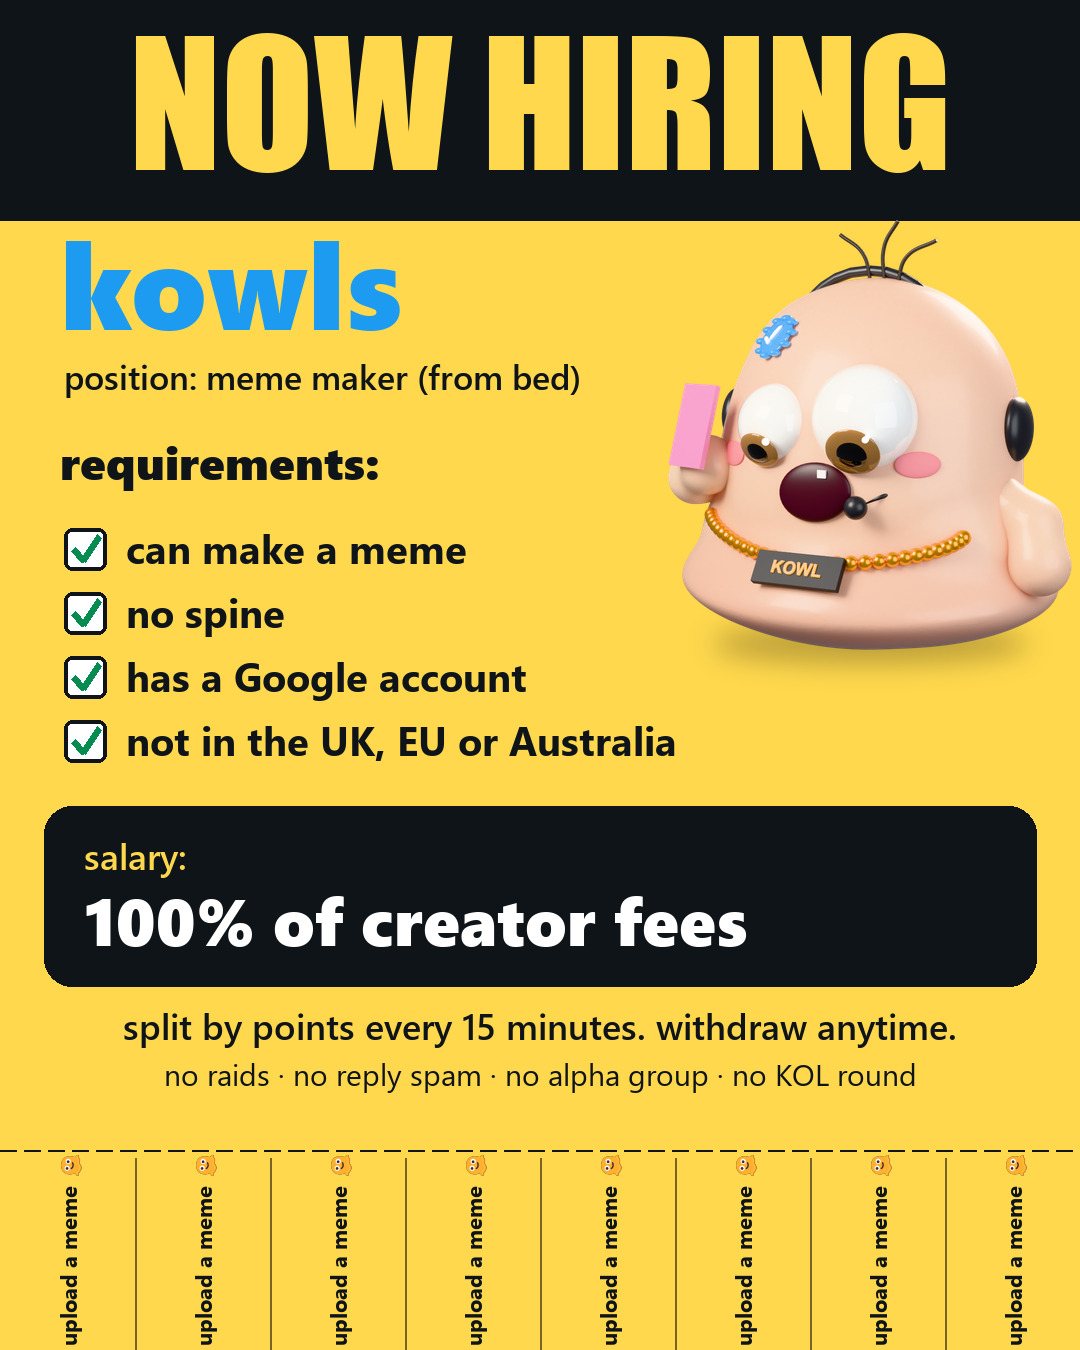 NOW HIRING
kowls
position: meme maker (from bed)
requirements:
can make a meme
no spine
has a Google account
not in the UK, EU or Australia
KOWL
salary:
100% of creator fees
split by points every 15 minutes. withdraw anytime.
no raids · no reply spam · no alpha group · no KOL round
upload a meme
upload a meme
upload a meme
upload a meme
upload a meme
upload a meme
upload a meme
upload a meme